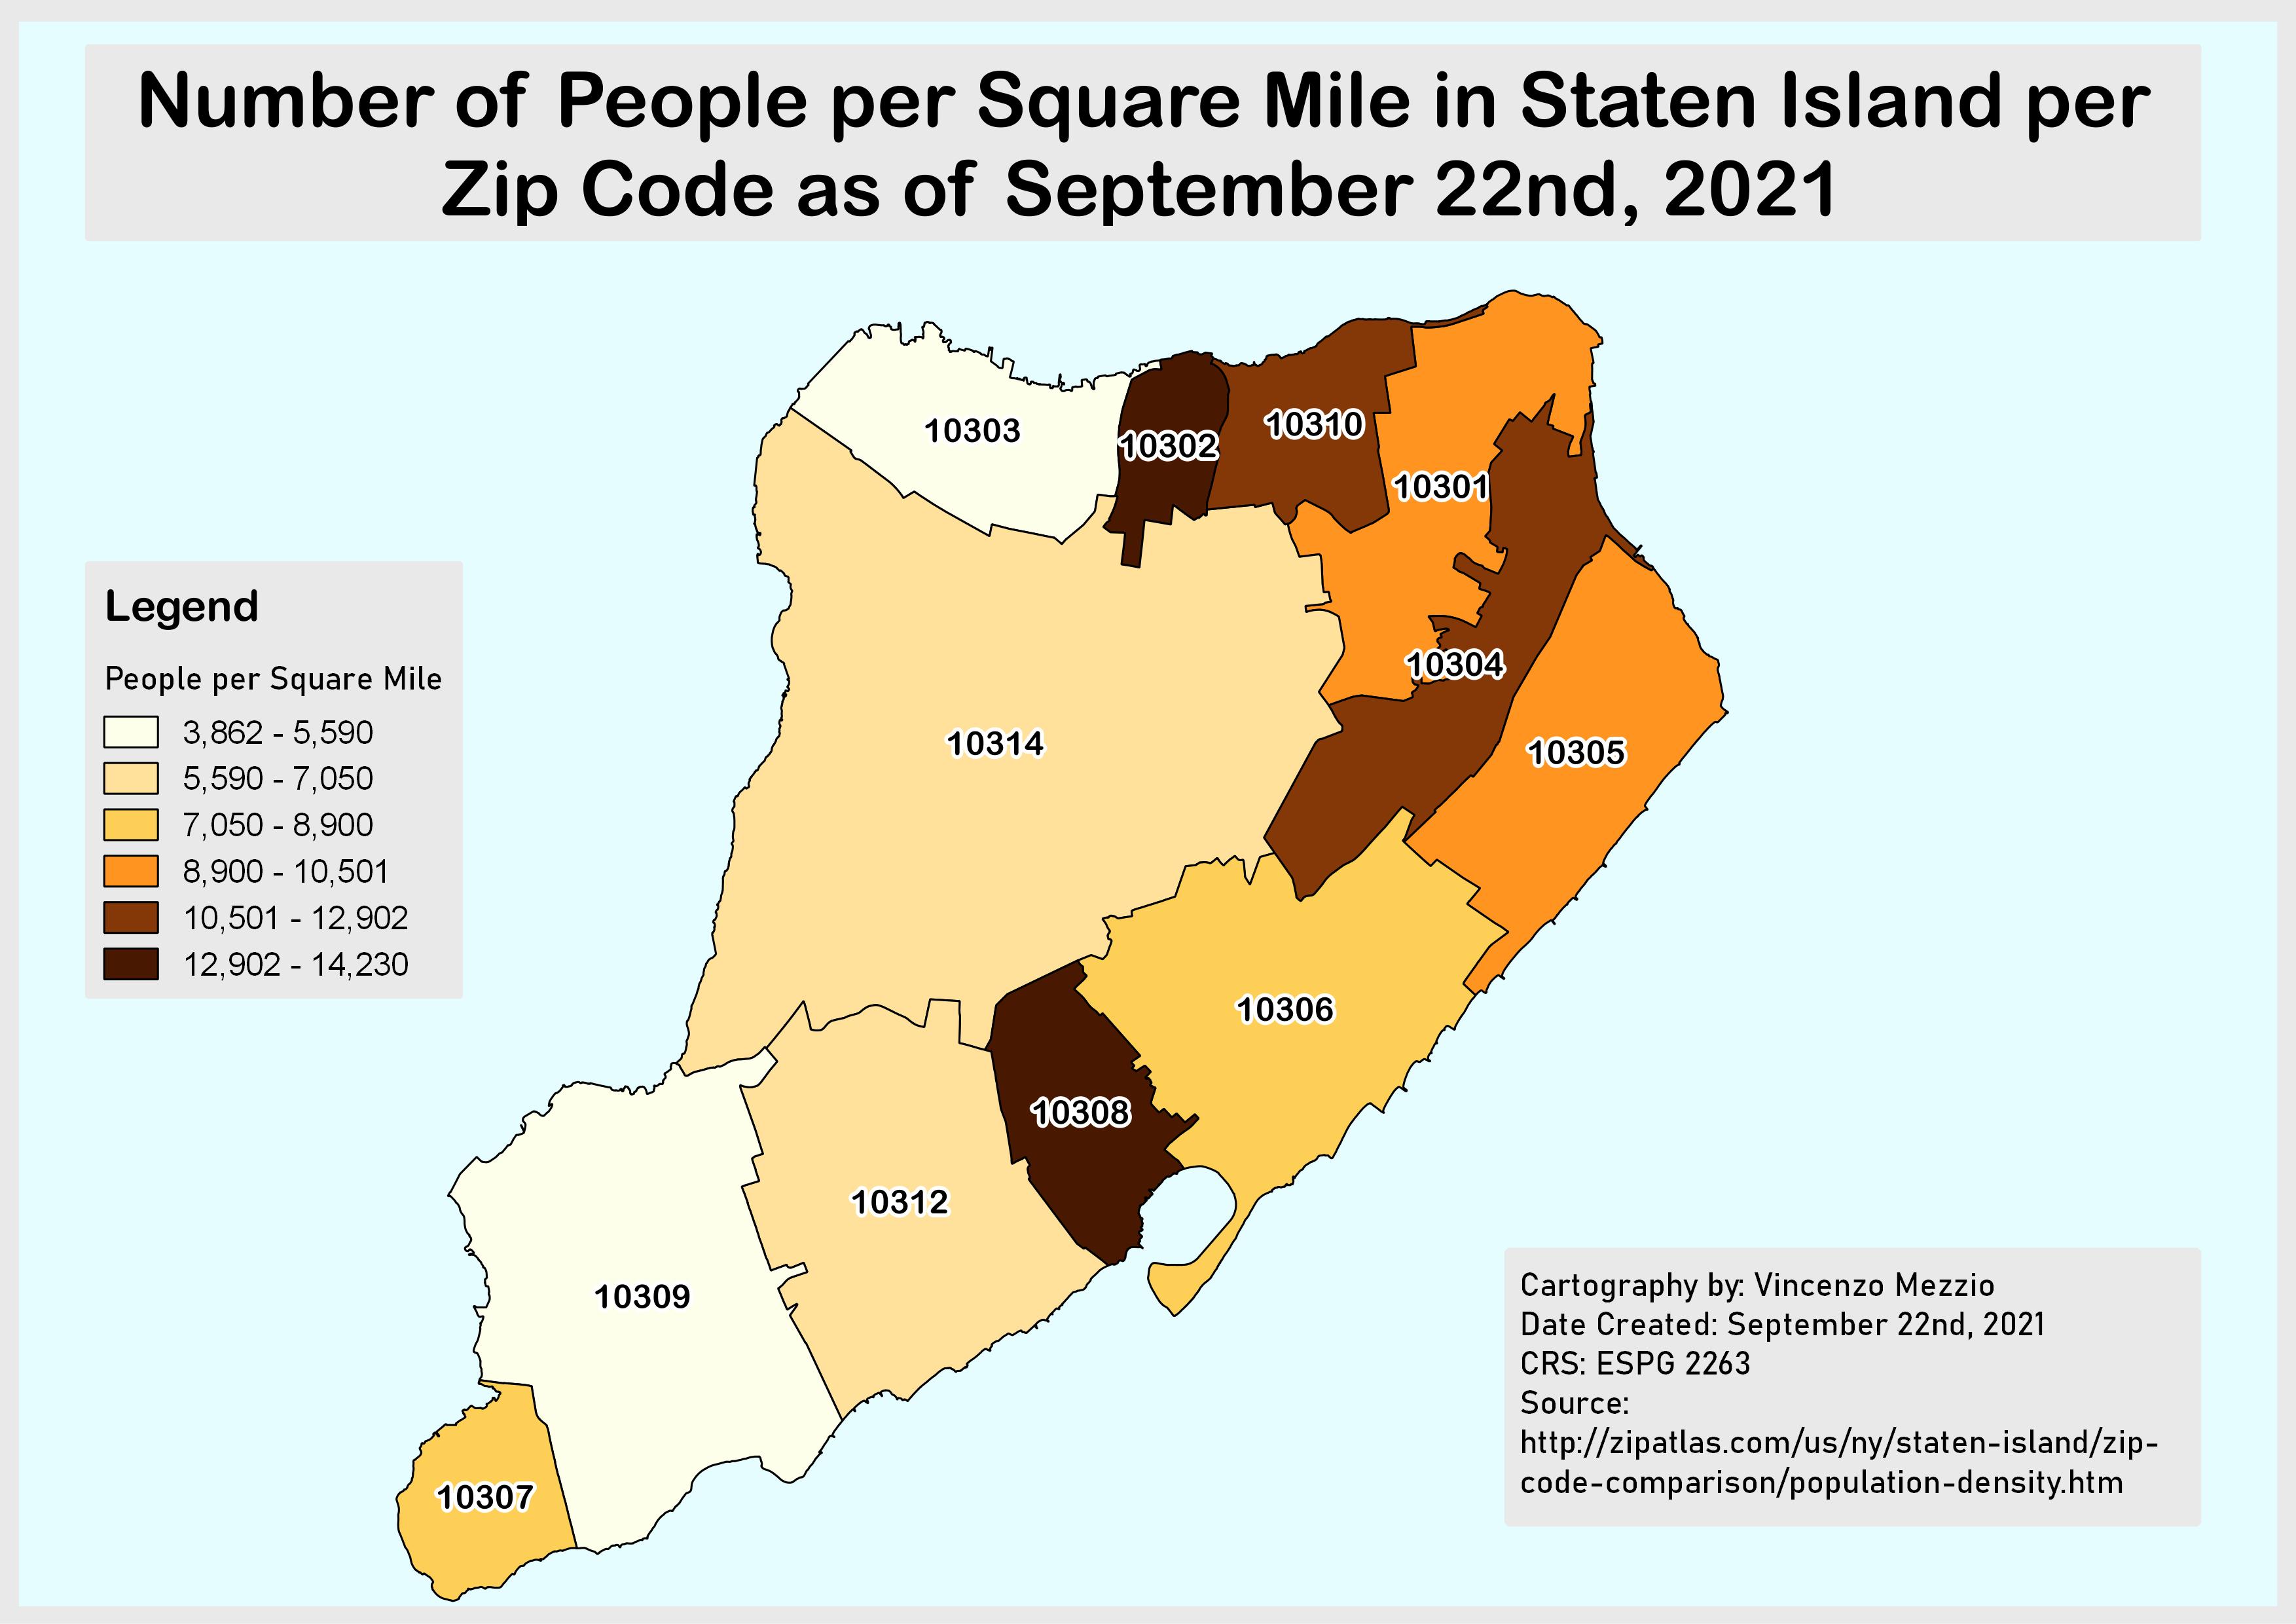 Number of People per Square Mile in Staten Island per
Zip Code as of September 22nd, 2021
10303
10302
10310
10301
10304
10305
10314
10306
10308
10312
10309
10307
Legend
People per Square Mile
3,862 - 5,590
5,590 - 7,050
7,050 - 8,900
8,900 - 10,501
10,501 - 12,902
12,902 - 14,230
Cartography by: Vincenzo Mezzio
Date Created: September 22nd, 2021
CRS: ESPG 2263
Source:
http://zipatlas.com/us/ny/staten-island/zip-
code-comparison/population-density.htm